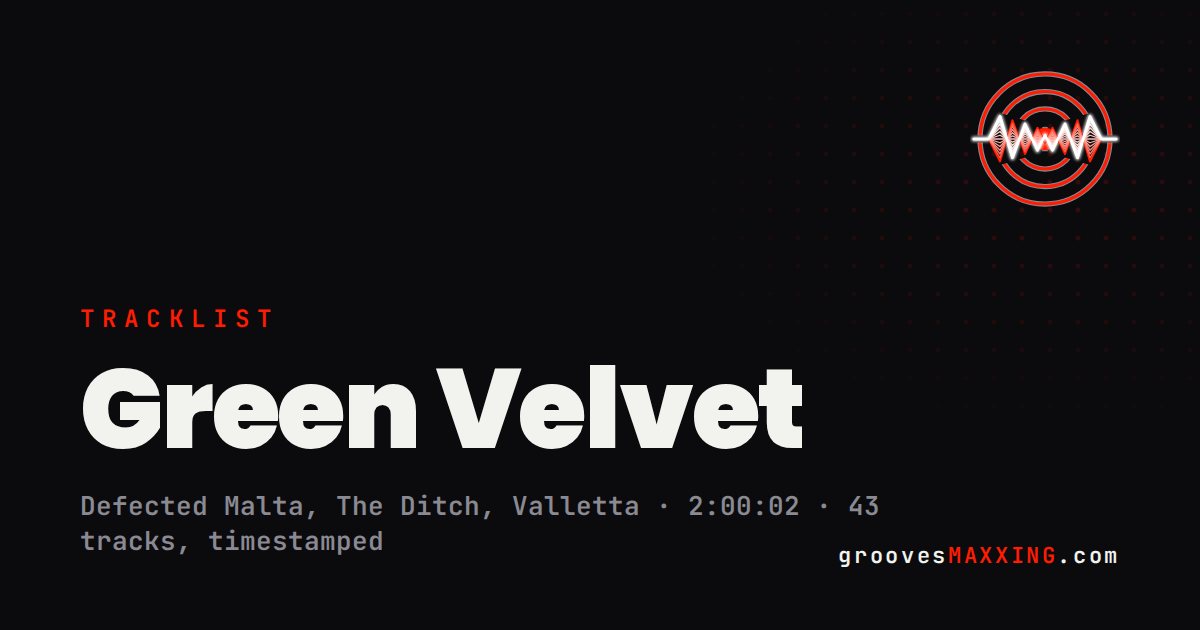 TRACKLIST
Green Velvet
Defected Malta, The Ditch, Valletta · 2:00:02 · 43
tracks, timestamped
groovesMAXXING.com